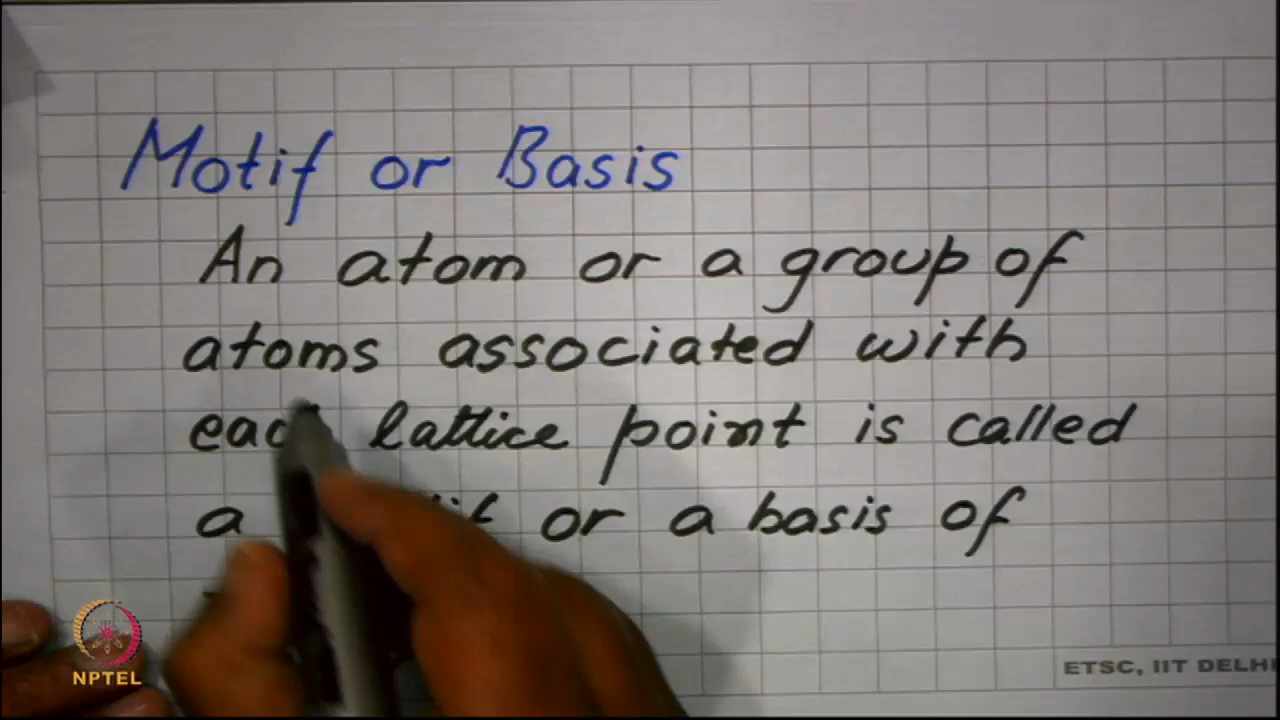 Motif or Basis
An atom or a group of
atoms associated with
each lattice point is called
a or a basis of
NPTEL
ETSC, IIT DELHI